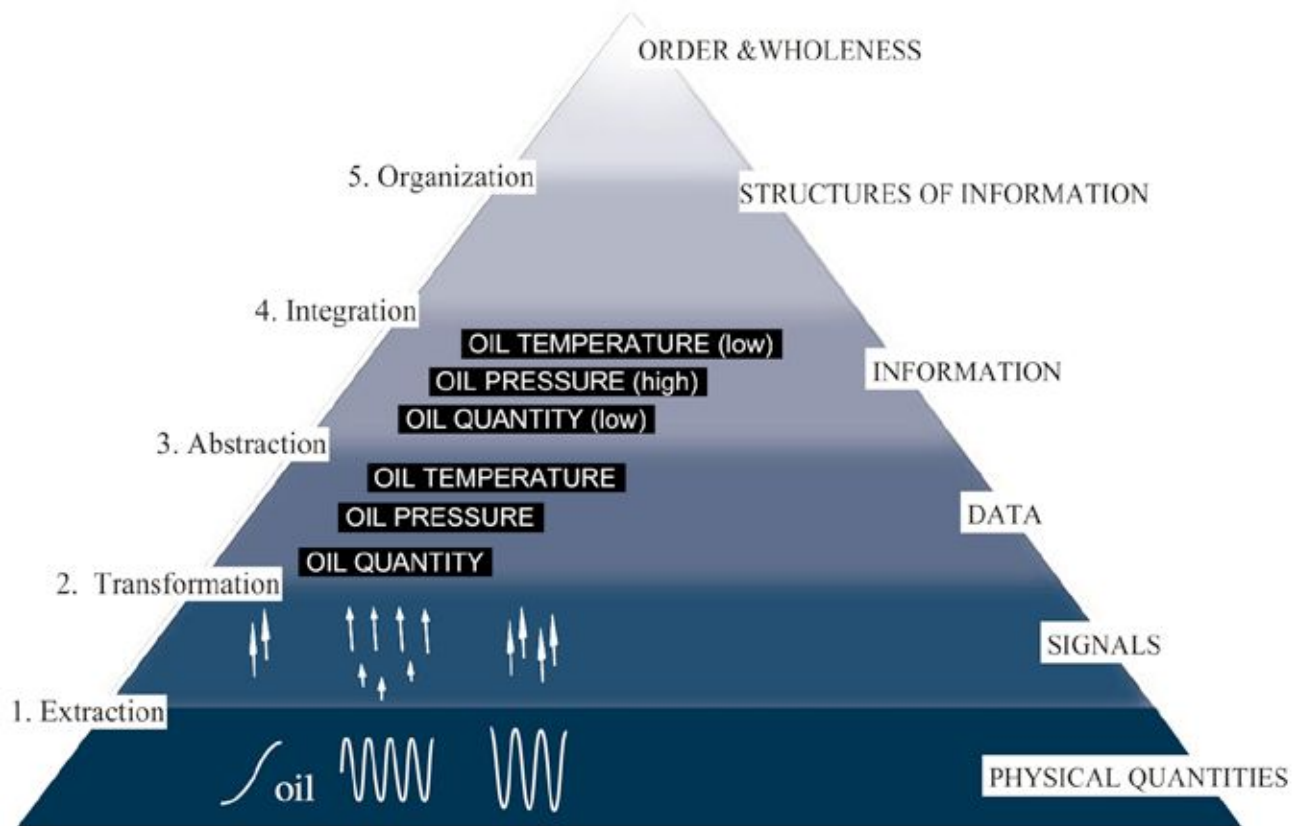 ORDER &WHOLENESS
5. Organization
STRUCTURES OF INFORMATION
4. Integration
OIL TEMPERATURE (low)
INFORMATION
OIL PRESSURE (high)
OIL QUANTITY (low)
3. Abstraction
OIL TEMPERATURE
OIL PRESSURE
DATA
OIL QUANTITY
2. Transformation
SIGNALS
1. Extraction
PHYSICAL QUANTITIES
oil